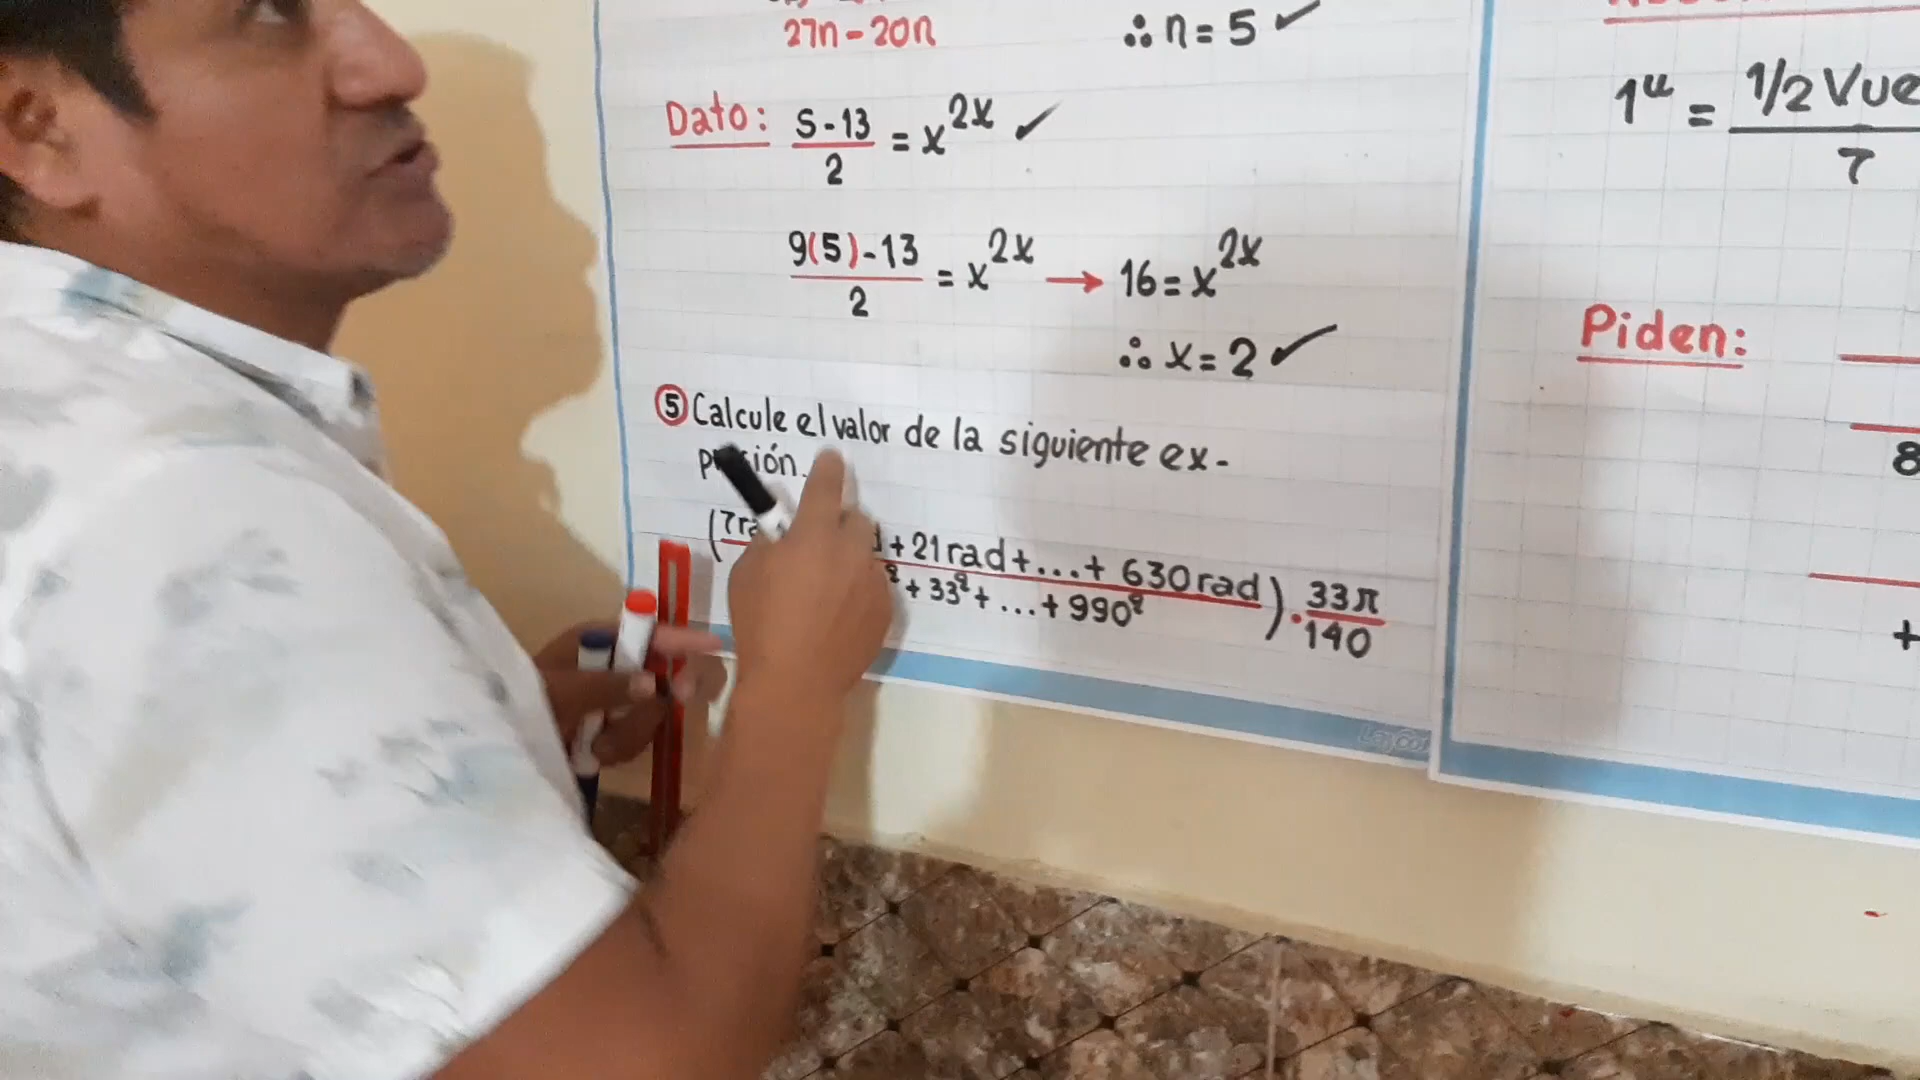 27n-20n
∴ n = 5 ✓
Dato: S-13/2 = x^2x ✓
9(5)-13/2 = x^2x → 16 = x^2x
∴ x = 2 ✓
⑤ Calcule el valor de la siguiente ex-
+ 21 rad + ... + 630 rad ) . 33π/140
+ 33^g + ... + 990^g
1^u = 1/2 Vue
7
Piden:
8
+